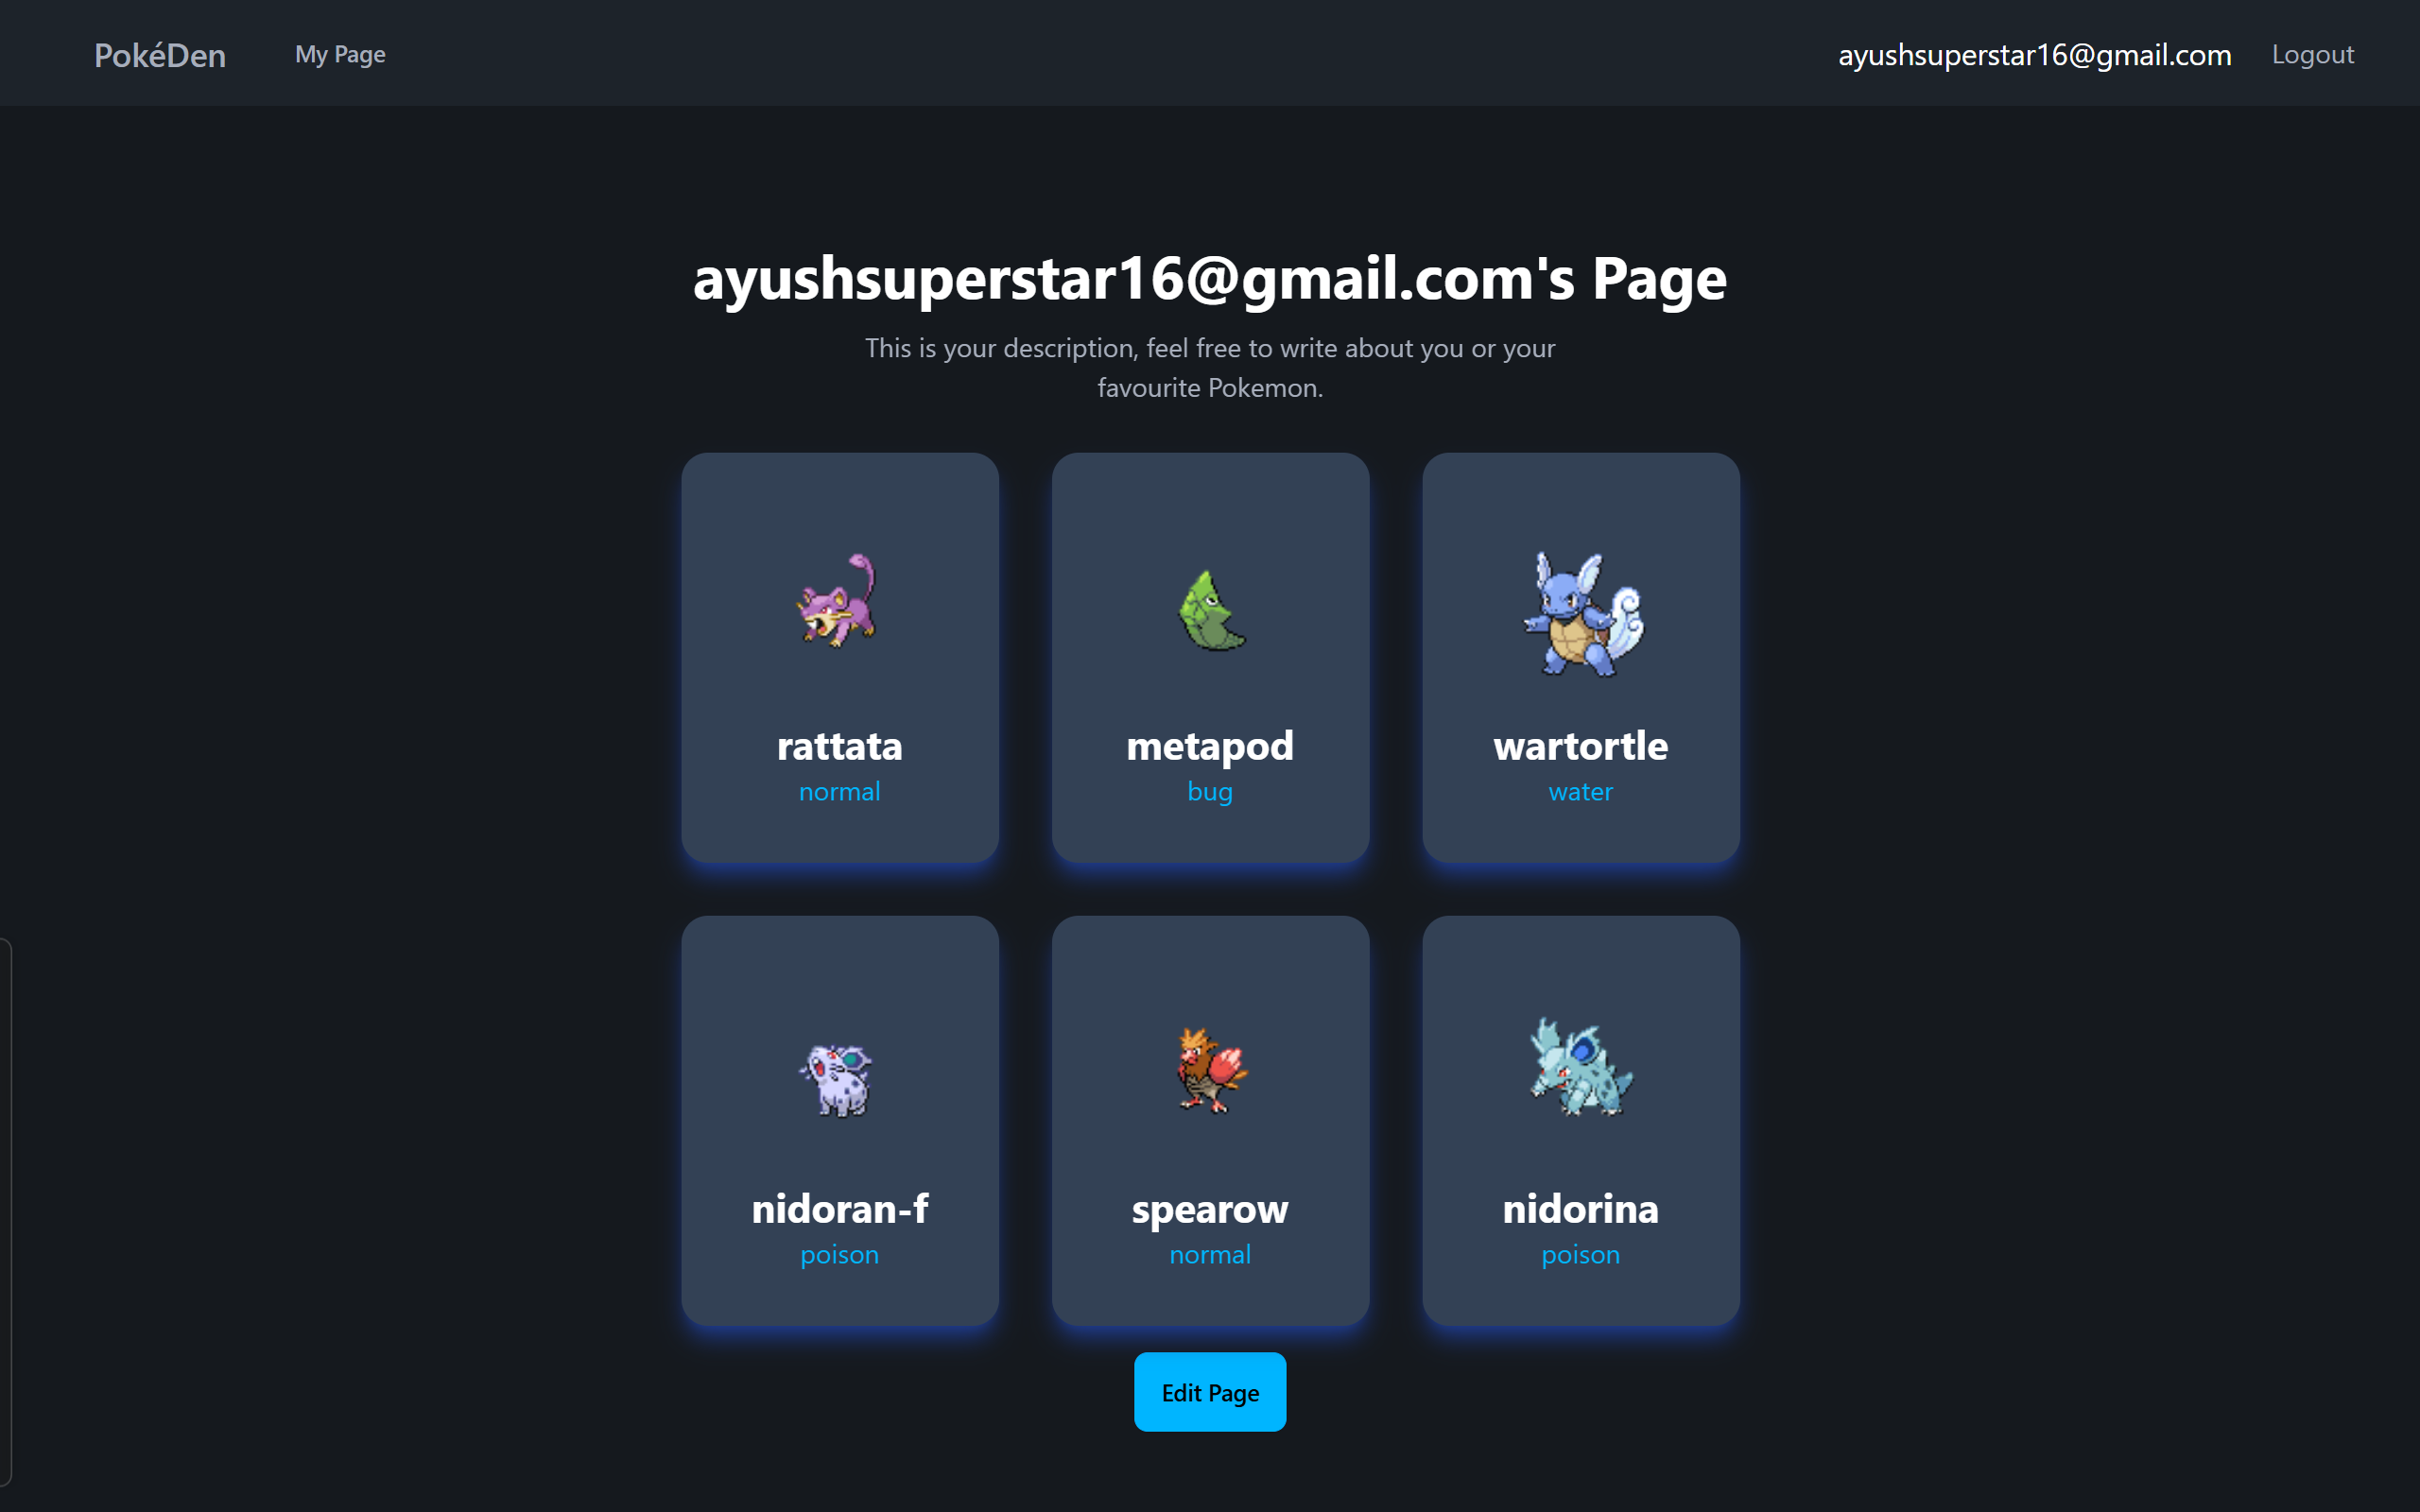 PokéDen
My Page
ayushsuperstar16@gmail.com
Logout
ayushsuperstar16@gmail.com's Page
This is your description, feel free to write about you or your
favourite Pokemon.
rattata
normal
metapod
bug
wartortle
water
nidoran-f
poison
spearow
normal
nidorina
poison
Edit Page